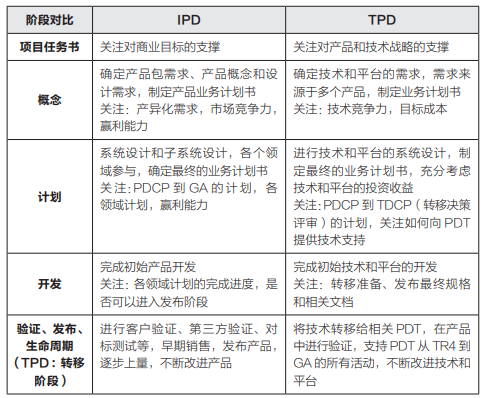 阶段对比
IPD
TPD
项目任务书
关注对商业目标的支撑
关注对产品和技术战略的支撑
概念
确定产品包需求、产品概念和设
计需求，制定产品业务计划书
关注：产异化需求，市场竞争力，
赢利能力
确定技术和平台的需求，需求来
源于多个产品，制定业务计划书
关注：技术竞争力，目标成本
计划
系统设计和子系统设计，各个领
域参与，确定最终的业务计划书
关注：PDCP 到 GA 的计划，各
领域计划，赢利能力
进行技术和平台的系统设计，制
定最终的业务计划书，充分考虑
技术和平台的投资收益
关注：PDCP 到 TDCP（转移决策
评审）的计划，关注如何向 PDT
提供技术支持
开发
完成初始产品开发
关注：各领域计划的完成进度，是
否可以进入发布阶段
完成初始技术和平台的开发
关注：转移准备、发布最终规格
和相关文档
验证、发布、
生命周期
（TPD：转移
阶段）
进行客户验证、第三方验证、对
标测试等，早期销售，发布产品，
逐步上量，不断改进产品
将技术转移给相关 PDT，在产品
中进行验证，支持 PDT 从 TR4 到
GA 的所有活动，不断改进技术和
平台